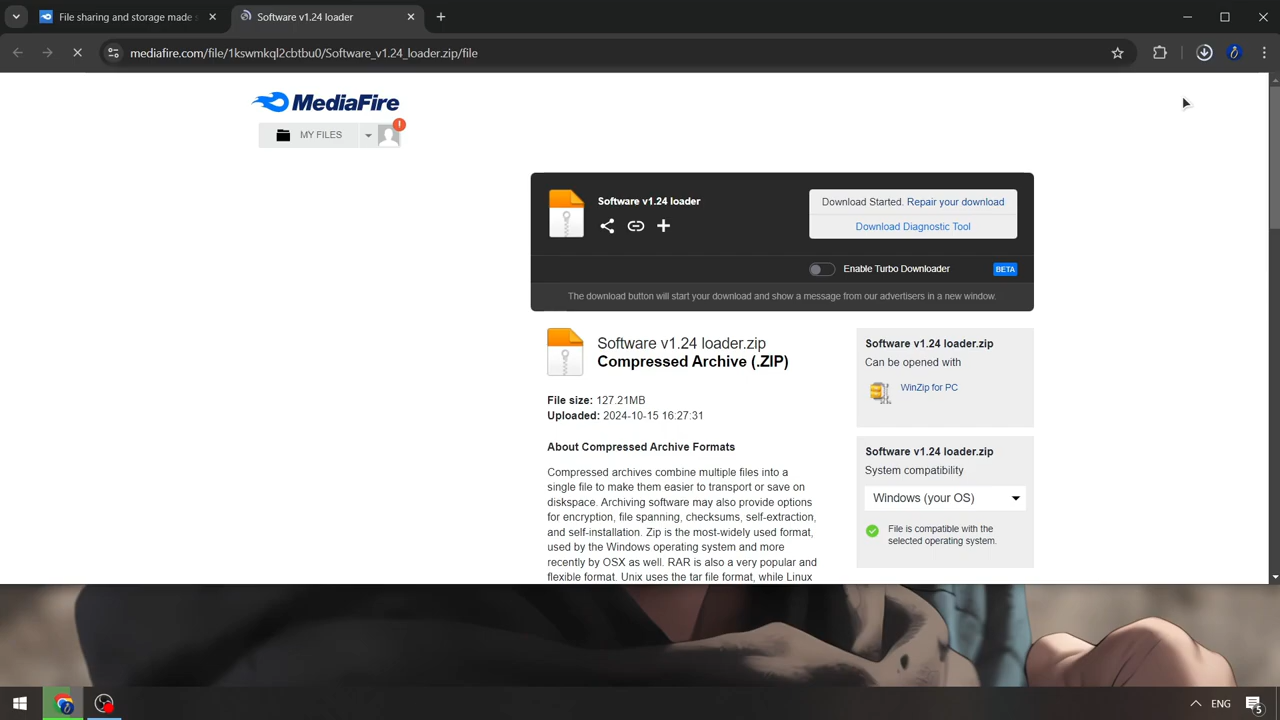 File sharing and storage made s
Software v1.24 loader
mediafire.com/file/1kswmkql2cbtbu0/Software_v1.24_loader.zip/file
MediaFire
MY FILES
!
Software v1.24 loader
Download Started. Repair your download
Download Diagnostic Tool
Enable Turbo Downloader
BETA
The download button will start your download and show a message from our advertisers in a new window.
Software v1.24 loader.zip
Compressed Archive (.ZIP)
File size: 127.21MB
Uploaded: 2024-10-15 16:27:31
About Compressed Archive Formats
Compressed archives combine multiple files into a
single file to make them easier to transport or save on
diskspace. Archiving software may also provide options
for encryption, file spanning, checksums, self-extraction,
and self-installation. Zip is the most-widely used format,
used by the Windows operating system and more
recently by OSX as well. RAR is also a very popular and
flexible format. Unix uses the tar file format, while Linux
Software v1.24 loader.zip
Can be opened with
WinZip for PC
Software v1.24 loader.zip
System compatibility
Windows (your OS)
File is compatible with the
selected operating system.
ENG
5